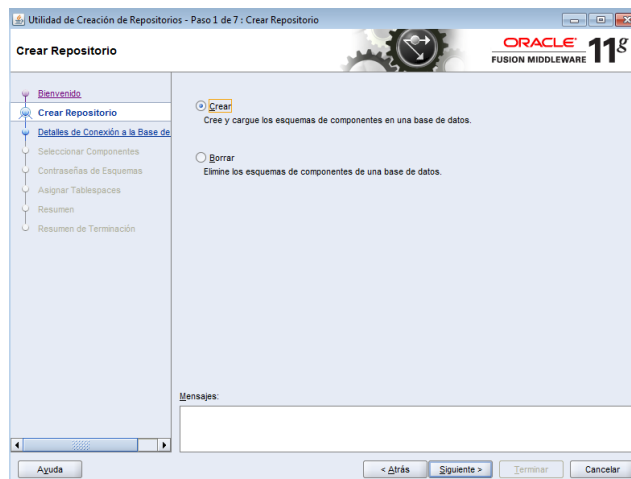 Utilidad de Creación de Repositorios - Paso 1 de 7 : Crear Repositorio
Crear Repositorio
ORACLE
FUSION MIDDLEWARE 11g
Bienvenido
Crear Repositorio
Detalles de Conexión a la Base de
Seleccionar Componentes
Contraseñas de Esquemas
Asignar Tablespaces
Resumen
Resumen de Terminación
Crear
Cree y cargue los esquemas de componentes en una base de datos.
Borrar
Elimine los esquemas de componentes de una base de datos.
Mensajes:
Ayuda
< Atrás
Siguiente >
Terminar
Cancelar